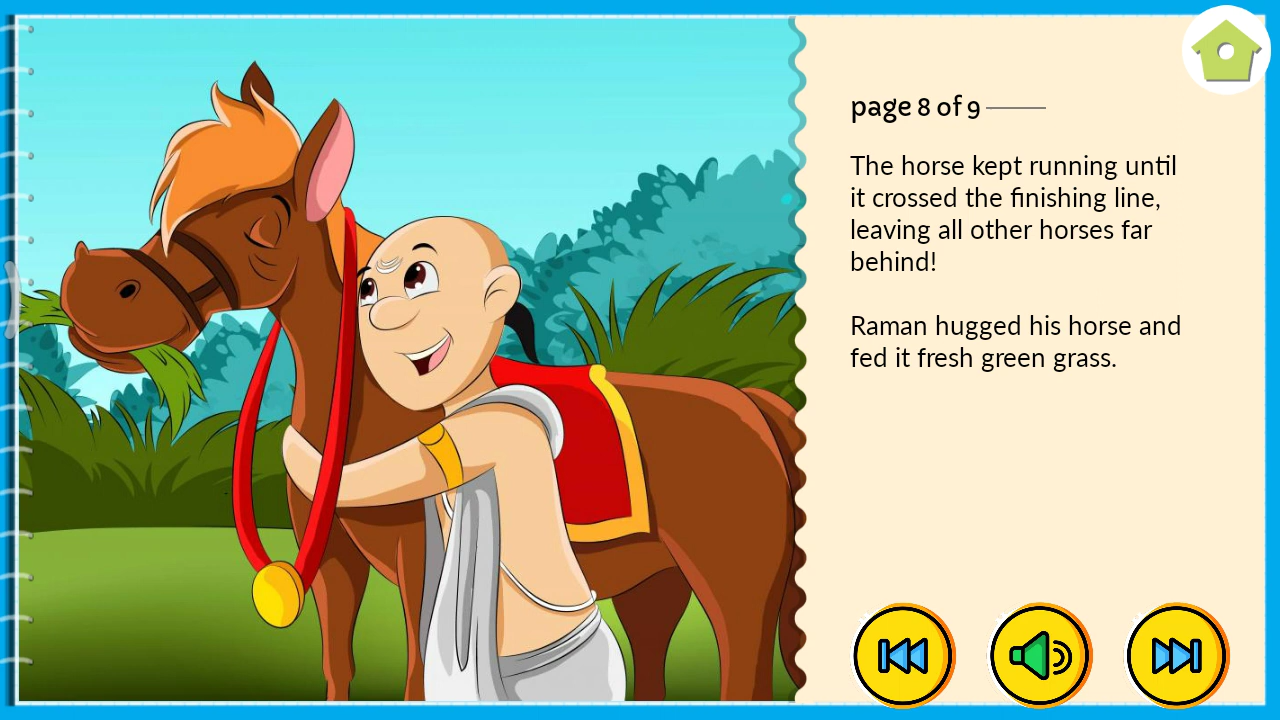 page 8 of 9
The horse kept running until
it crossed the finishing line,
leaving all other horses far
behind!
Raman hugged his horse and
fed it fresh green grass.